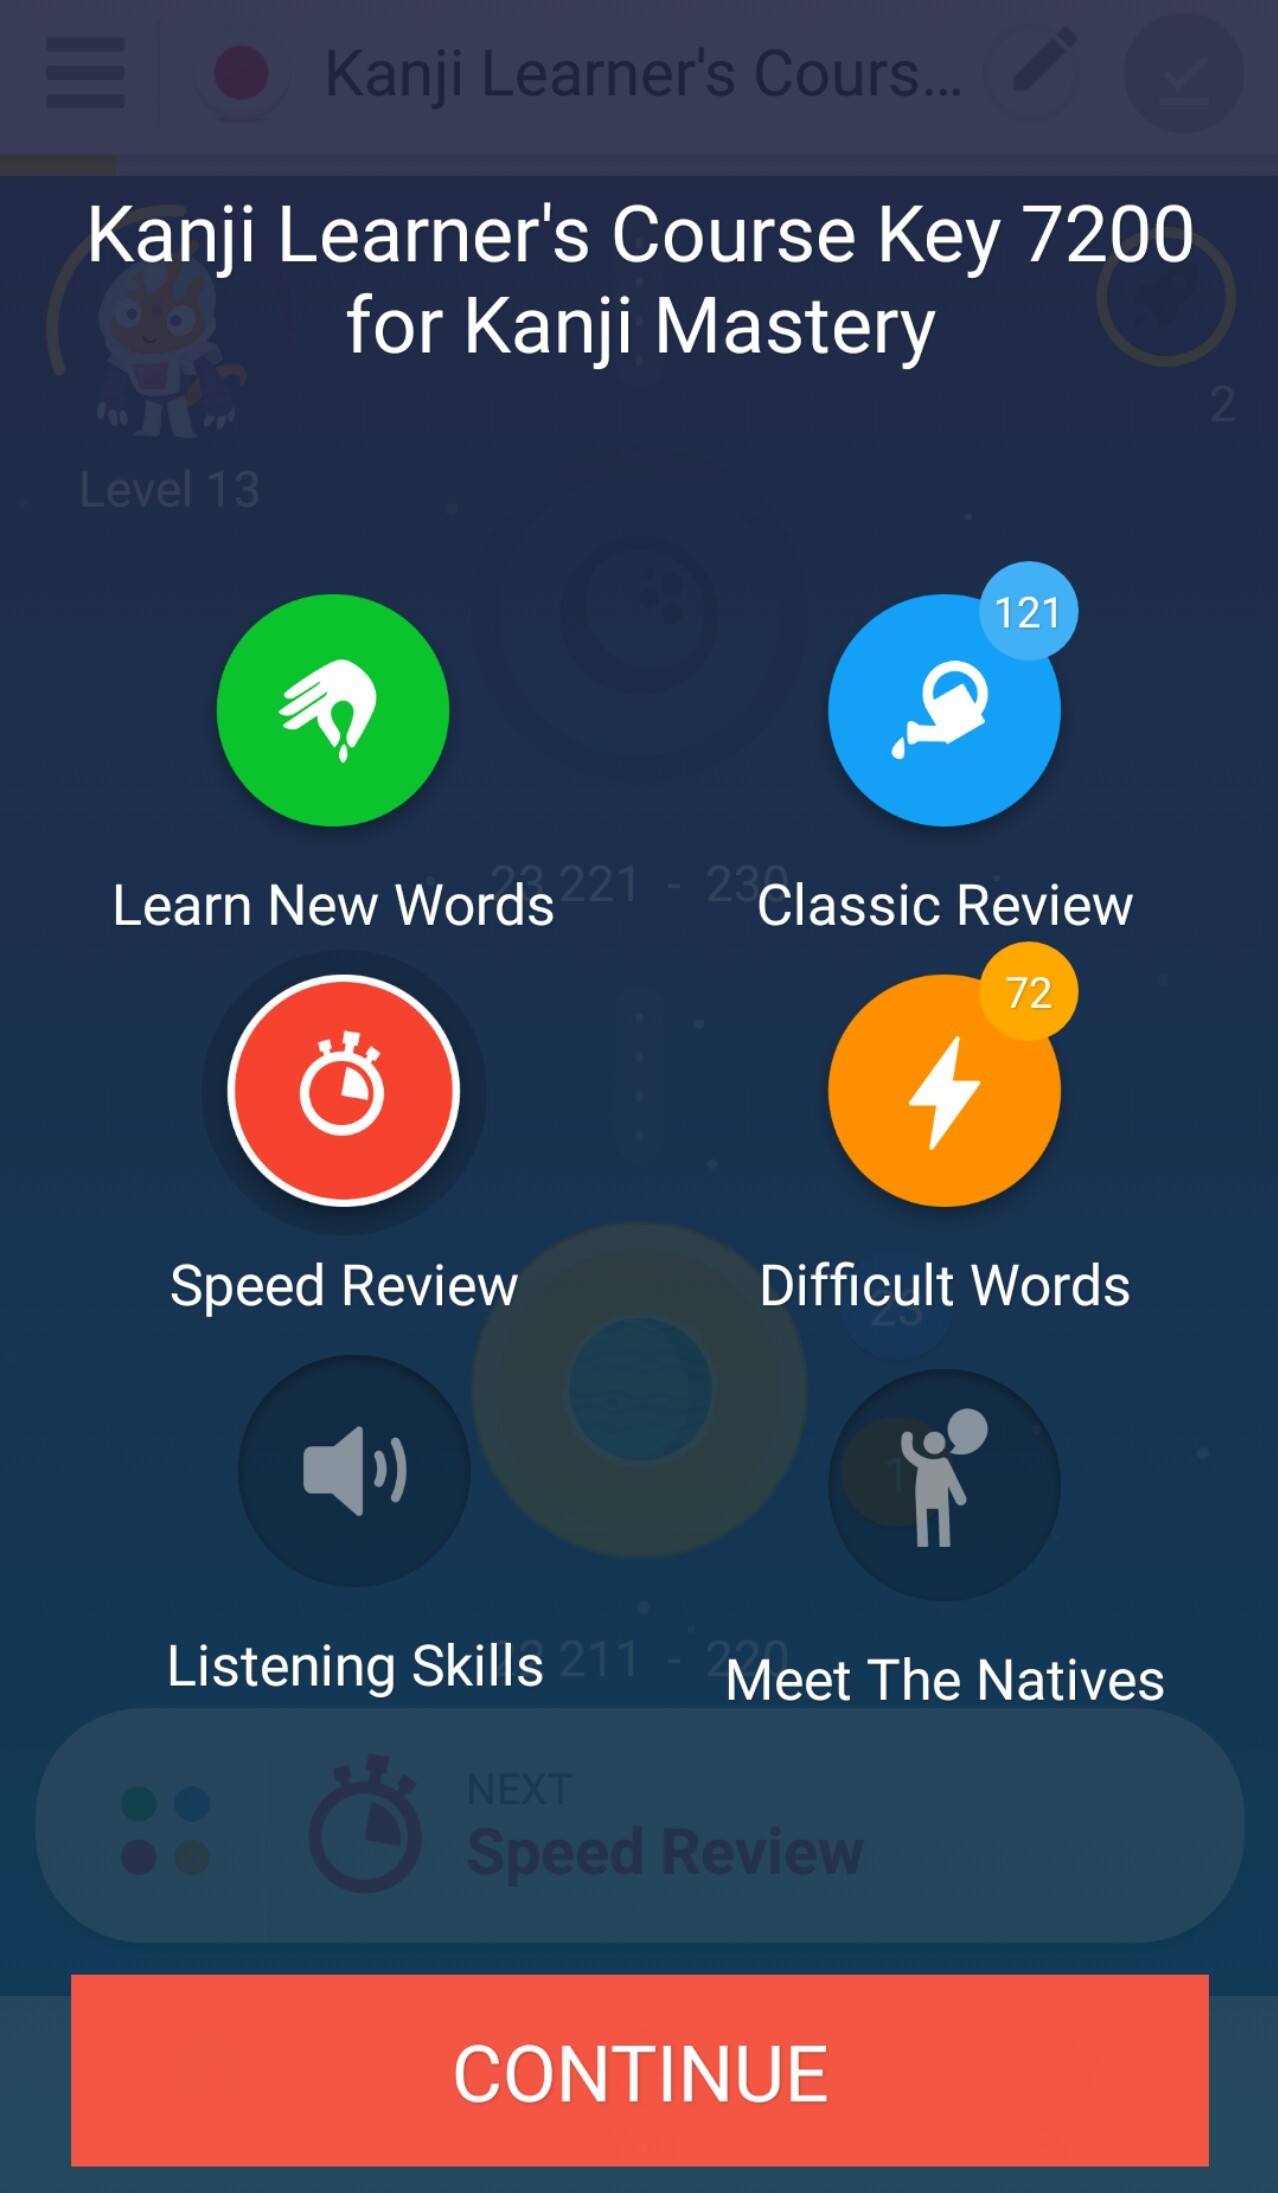 Kanji Learner's Cours...
Kanji Learner's Course Key 7200
for Kanji Mastery
2
Level 13
121
23 221 - 230
Learn New Words
Classic Review
72
Speed Review
Difficult Words
23
1
Listening Skills
211 - 220
Meet The Natives
NEXT
Speed Review
CONTINUE